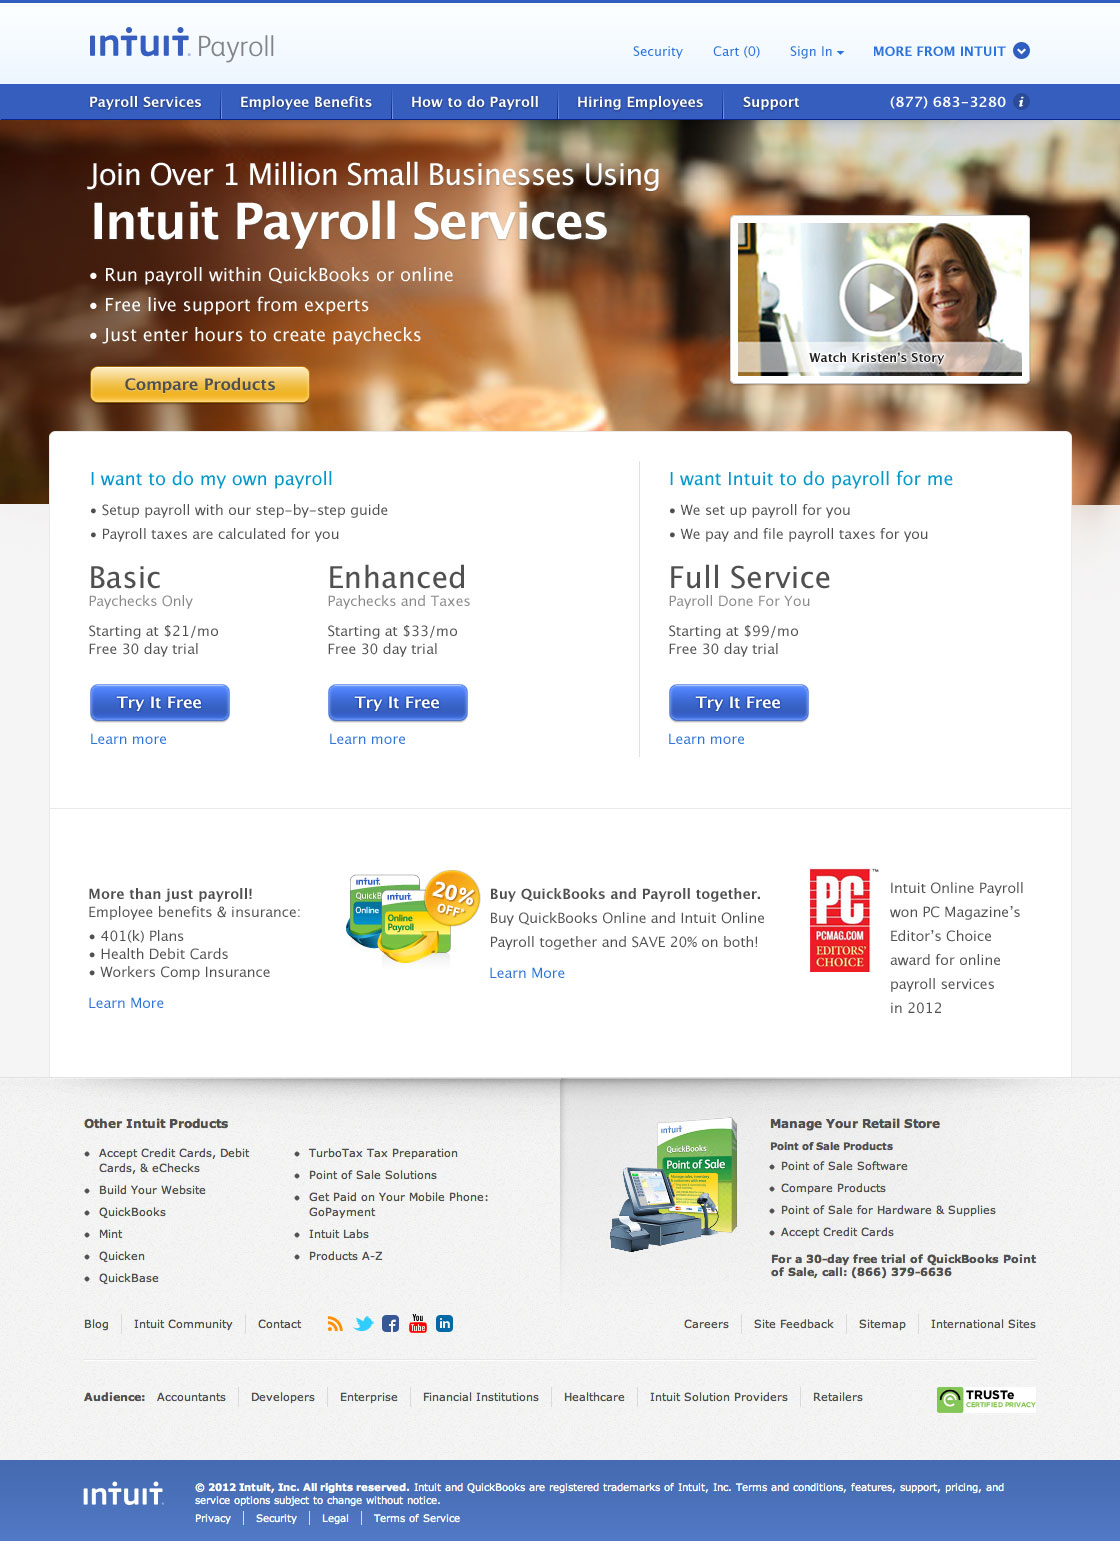 intuit. Payroll
Security Cart (0) Sign In MORE FROM INTUIT
Payroll Services Employee Benefits How to do Payroll Hiring Employees Support (877) 683-3280 i
Join Over 1 Million Small Businesses Using
Intuit Payroll Services
• Run payroll within QuickBooks or online
• Free live support from experts
• Just enter hours to create paychecks
Compare Products
Watch Kristen's Story
I want to do my own payroll
• Setup payroll with our step-by-step guide
• Payroll taxes are calculated for you
Basic
Paychecks Only
Starting at $21/mo
Free 30 day trial
Try It Free
Learn more
Enhanced
Paychecks and Taxes
Starting at $33/mo
Free 30 day trial
Try It Free
Learn more
I want Intuit to do payroll for me
• We set up payroll for you
• We pay and file payroll taxes for you
Full Service
Payroll Done For You
Starting at $99/mo
Free 30 day trial
Try It Free
Learn more
More than just payroll!
Employee benefits & insurance:
• 401(k) Plans
• Health Debit Cards
• Workers Comp Insurance
Learn More
intuit.
QuickB
Online
intuit.
Online
Payroll
20%
OFF*
Buy QuickBooks and Payroll together.
Buy QuickBooks Online and Intuit Online
Payroll together and SAVE 20% on both!
Learn More
PC
PCMAG.COM
EDITORS'
CHOICE
™
Intuit Online Payroll
won PC Magazine's
Editor's Choice
award for online
payroll services
in 2012
Other Intuit Products
• Accept Credit Cards, Debit
Cards, & eChecks
• Build Your Website
• QuickBooks
• Mint
• Quicken
• QuickBase
• TurboTax Tax Preparation
• Point of Sale Solutions
• Get Paid on Your Mobile Phone:
GoPayment
• Intuit Labs
• Products A-Z
intuit
QuickBooks
Point of Sale
Manage Your Retail Store
Point of Sale Products
• Point of Sale Software
• Compare Products
• Point of Sale for Hardware & Supplies
• Accept Credit Cards
For a 30-day free trial of QuickBooks Point
of Sale, call: (866) 379-6636
Blog Intuit Community Contact
You
Tube
in
Careers Site Feedback Sitemap International Sites
Audience: Accountants Developers Enterprise Financial Institutions Healthcare Intuit Solution Providers Retailers
TRUSTe
CERTIFIED PRIVACY
intuit.
© 2012 Intuit, Inc. All rights reserved. Intuit and QuickBooks are registered trademarks of Intuit, Inc. Terms and conditions, features, support, pricing, and
service options subject to change without notice.
Privacy Security Legal Terms of Service